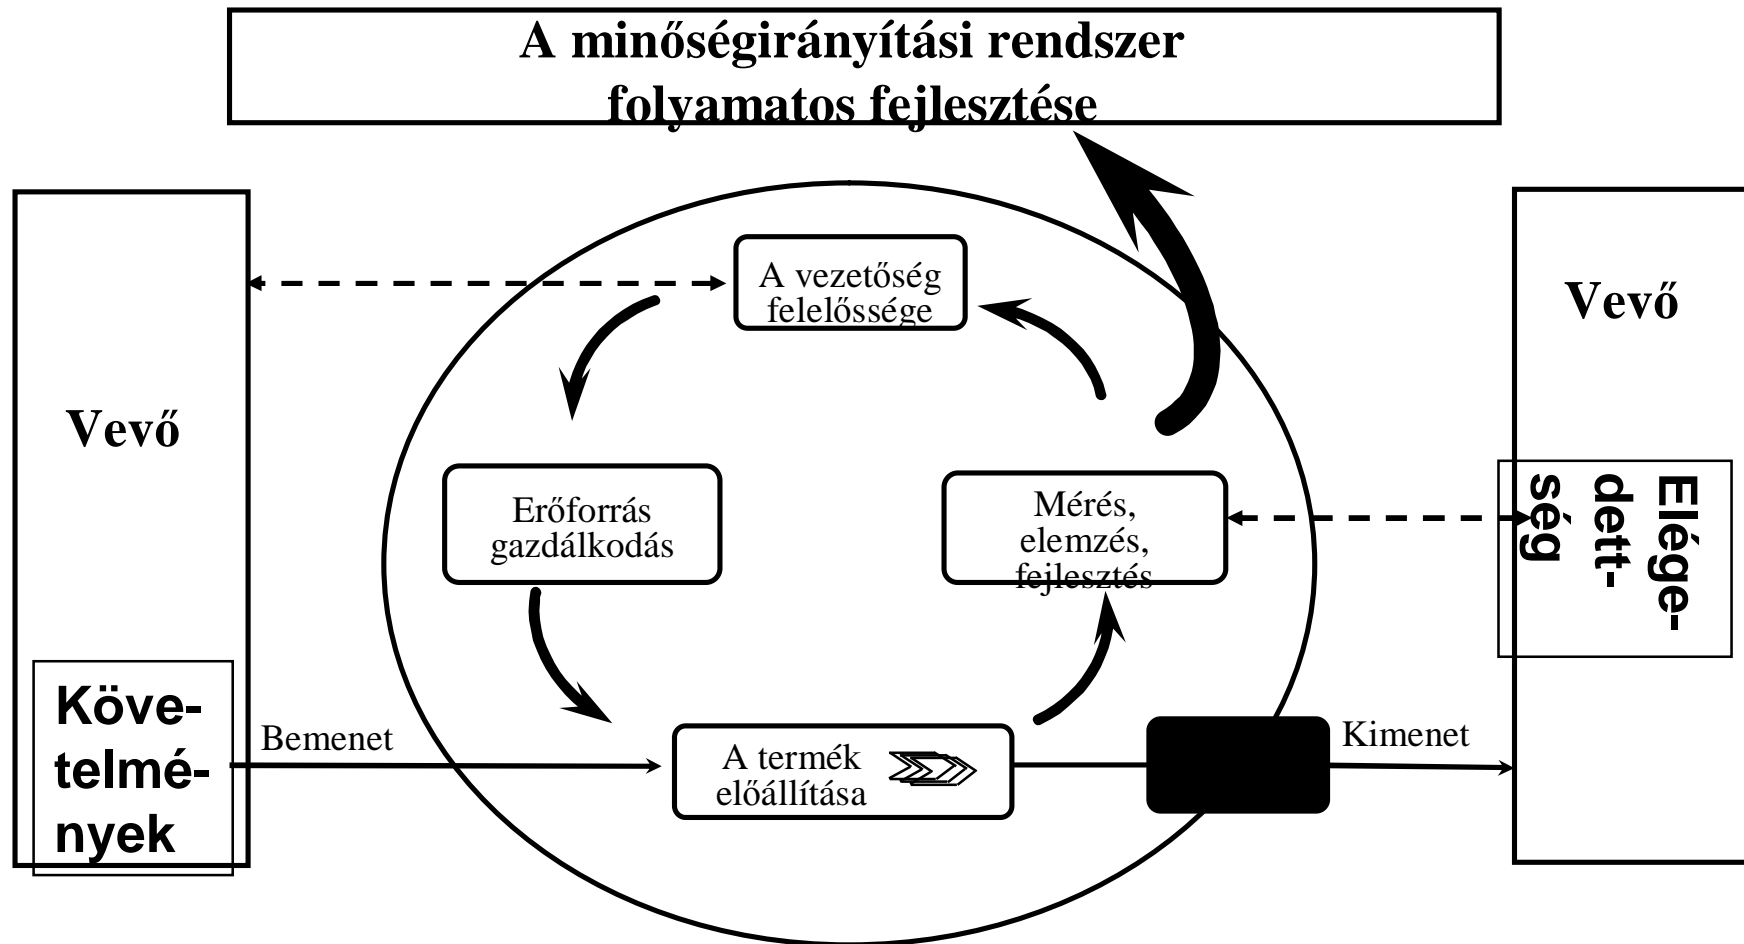 A minőségirányítási rendszer
folyamatos fejlesztése
Vevő
Köve-
telmé-
nyek
Bemenet
A vezetőség
felelőssége
Erőforrás
gazdálkodás
Mérés,
elemzés,
fejlesztés
A termék
előállítása
Kimenet
Vevő
Elége-
dett-
ség